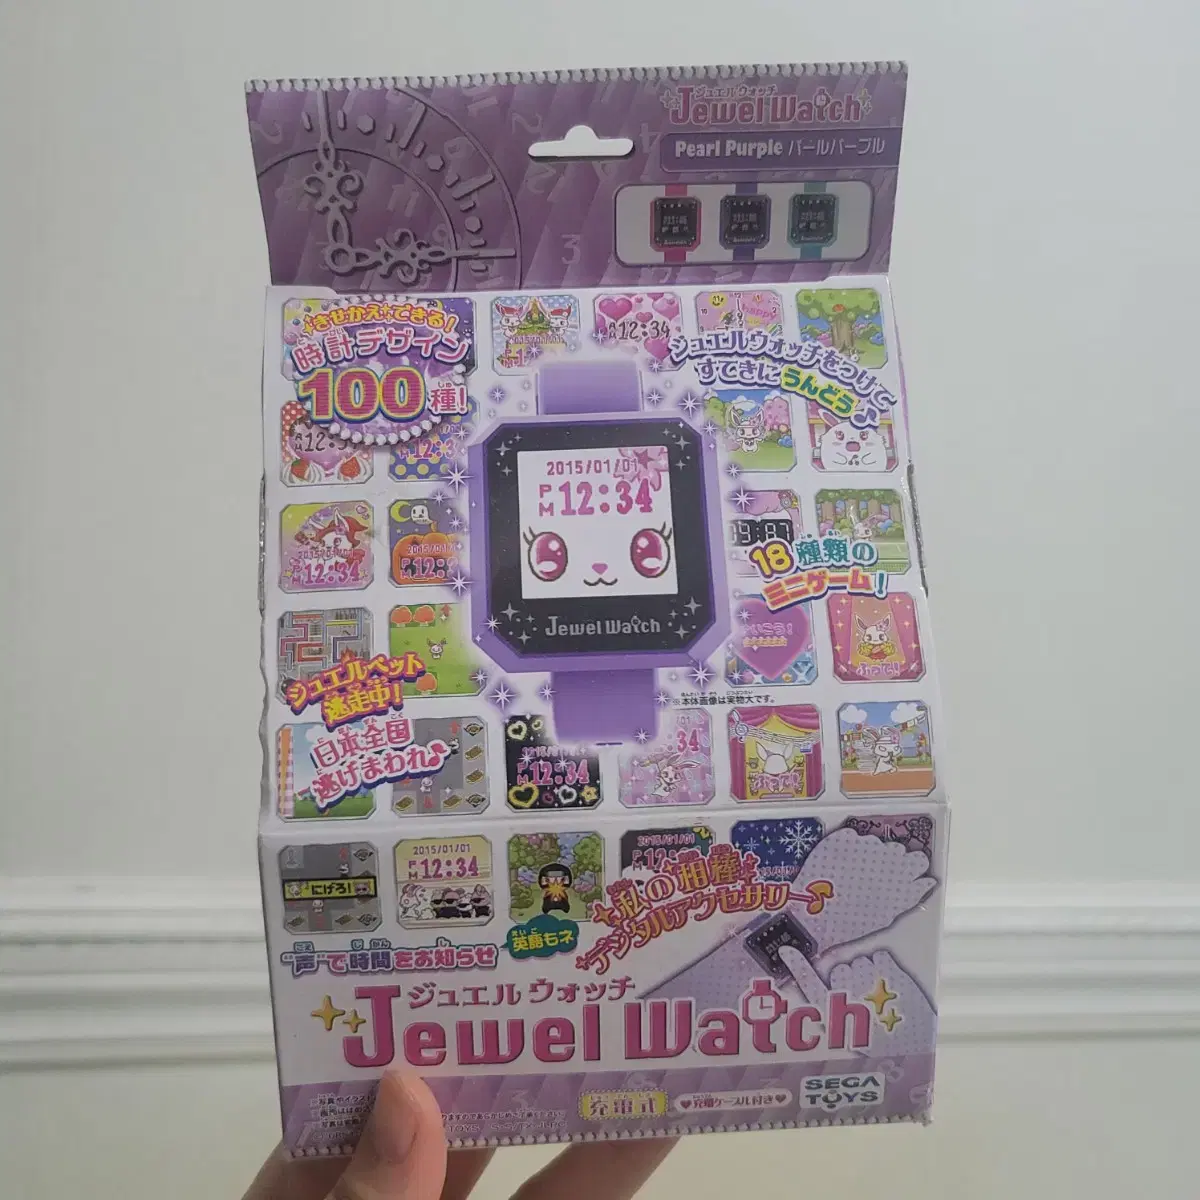 ジュエルウォッチ
Jewel Watch
Pearl Purple パールパープル
きせかえできる!
時計デザイン
100種!
ジュエルウォッチをつけて
すてきにうんどう♪
12:34
2015/01/01
PM 12:34
Jewel Watch
18種類の
ミニゲーム!
ジュエルペット
逃走中!
日本全国
逃げまわれ♪
※本体画像は実物大です。
にげろ!
2015/01/01
PM 12:34
私の相棒
デジタルアクセサリー♪
英語もネ
"声"で時間をお知らせ
ジュエル ウォッチ
Jewel Watch
充電式
♥充電ケーブル付き♥
SEGA
TOYS